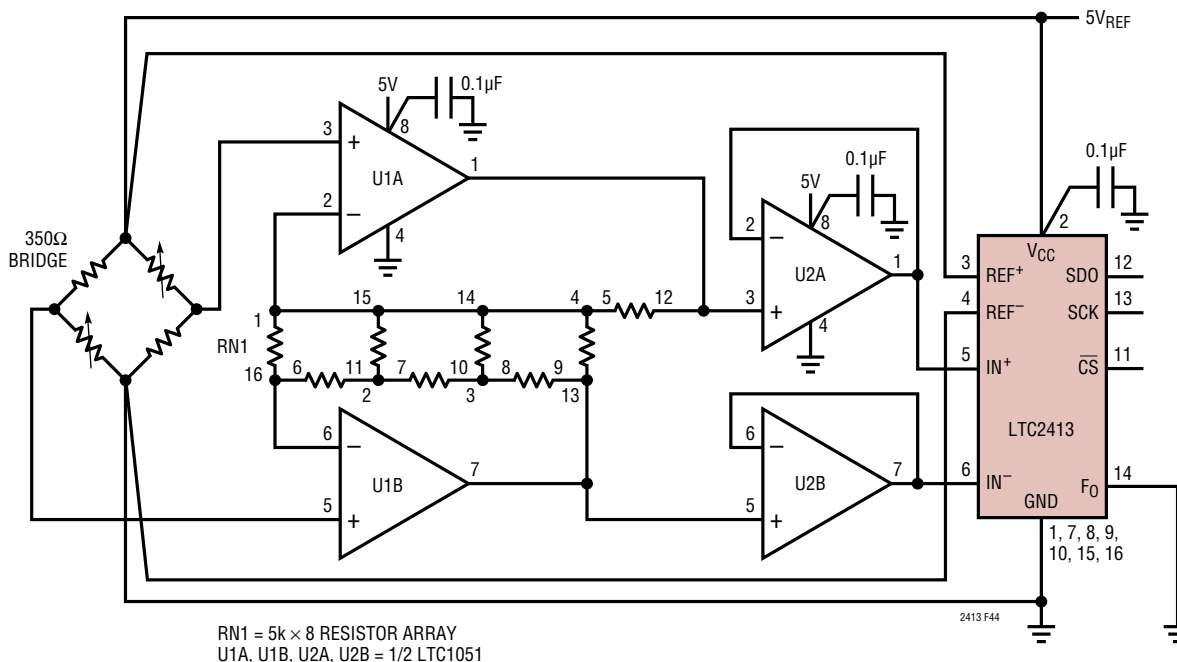 5VREF
5V
0.1µF
8
3
+
U1A
1
2
−
4
350Ω
BRIDGE
0.1µF
5V
8
2
−
U2A
1
3
+
4
0.1µF
2
VCC
3 REF+ SDO 12
4 REF− SCK 13
5 IN+ CS 11
LTC2413
6 IN− FO 14
GND
1, 7, 8, 9,
10, 15, 16
1 15 14 4 5 12
RN1
16 6 11 7 10 8 9
2 3 13
6
−
U1B
7
5
+
6
−
U2B
7
5
+
2413 F44
RN1 = 5k × 8 RESISTOR ARRAY
U1A, U1B, U2A, U2B = 1/2 LTC1051